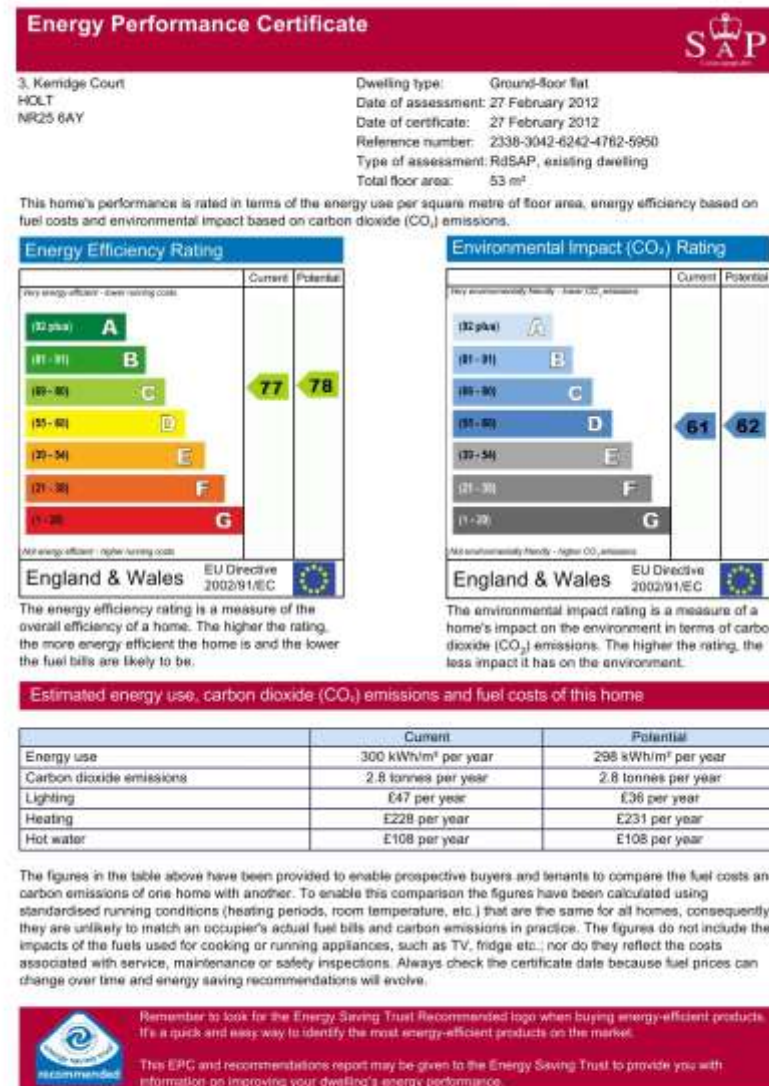 Energy Performance Certificate
SAP
3, Kerridge Court
HOLT
NR25 6AY
Dwelling type: Ground-floor flat
Date of assessment: 27 February 2012
Date of certificate: 27 February 2012
Reference number: 2338-3042-6242-4762-5950
Type of assessment: RdSAP, existing dwelling
Total floor area: 53 m²
This home's performance is rated in terms of the energy use per square metre of floor area, energy efficiency based on
fuel costs and environmental impact based on carbon dioxide (CO₂) emissions.
Energy Efficiency Rating
Current Potential
Very energy efficient - lower running costs
(92 plus) A
(81 - 91) B
(69 - 80) C
77 78
(55 - 68) D
(39 - 54) E
(21 - 38) F
(1 - 20) G
Not energy efficient - higher running costs
England & Wales
EU Directive
2002/91/EC
The energy efficiency rating is a measure of the
overall efficiency of a home. The higher the rating,
the more energy efficient the home is and the lower
the fuel bills are likely to be.
Environmental Impact (CO₂) Rating
Current Potential
Very environmentally friendly - lower CO₂ emissions
(92 plus) A
(81 - 91) B
(69 - 80) C
(55 - 68) D
61 62
(39 - 54) E
(21 - 38) F
(1 - 20) G
Not environmentally friendly - higher CO₂ emissions
England & Wales
EU Directive
2002/91/EC
The environmental impact rating is a measure of a
home's impact on the environment in terms of carbo
dioxide (CO₂) emissions. The higher the rating, the
less impact it has on the environment.
Estimated energy use, carbon dioxide (CO₂) emissions and fuel costs of this home
Current Potential
Energy use 300 kWh/m² per year 298 kWh/m² per year
Carbon dioxide emissions 2.8 tonnes per year 2.8 tonnes per year
Lighting £47 per year £36 per year
Heating £228 per year £231 per year
Hot water £108 per year £108 per year
The figures in the table above have been provided to enable prospective buyers and tenants to compare the fuel costs an
carbon emissions of one home with another. To enable this comparison the figures have been calculated using
standardised running conditions (heating periods, room temperature, etc.) that are the same for all homes, consequently
they are unlikely to match an occupier's actual fuel bills and carbon emissions in practice. The figures do not include the
impacts of the fuels used for cooking or running appliances, such as TV, fridge etc.; nor do they reflect the costs
associated with service, maintenance or safety inspections. Always check the certificate date because fuel prices can
change over time and energy saving recommendations will evolve.
energy saving trust
recommended
Remember to look for the Energy Saving Trust Recommended logo when buying energy-efficient products.
It's a quick and easy way to identify the most energy-efficient products on the market.
This EPC and recommendations report may be given to the Energy Saving Trust to provide you with
information on improving your dwelling's energy performance.